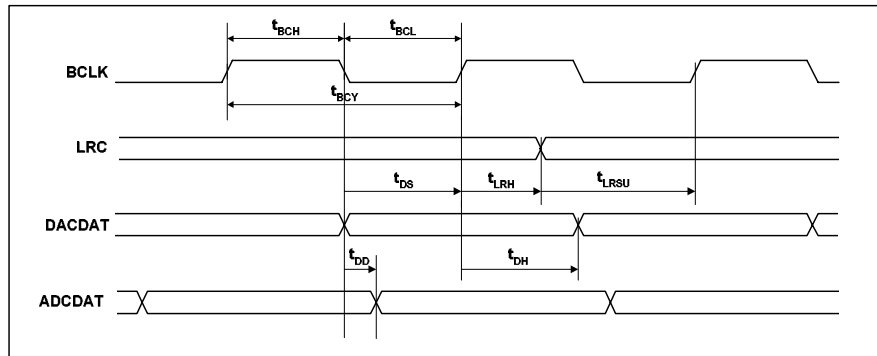 tBCH tBCL
BCLK
tBCY
LRC
tDS tLRH tLRSU
DACDAT
tDD tDH
ADCDAT